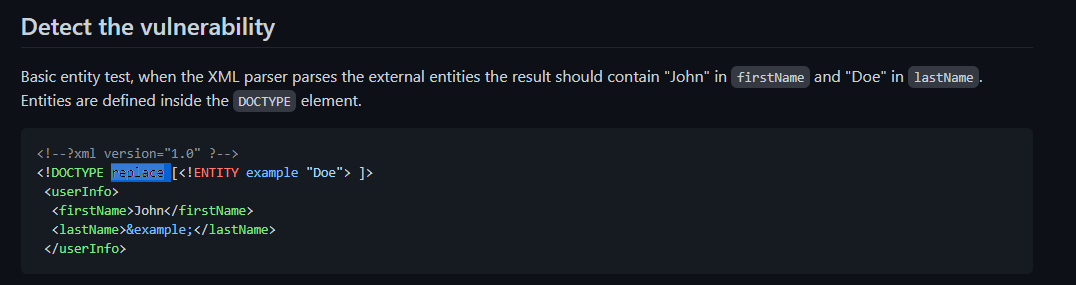 Detect the vulnerability
Basic entity test, when the XML parser parses the external entities the result should contain "John" in firstName and "Doe" in lastName.
Entities are defined inside the DOCTYPE element.
<!--?xml version="1.0" ?-->
<!DOCTYPE replace [<!ENTITY example "Doe"> ]>
<userInfo>
<firstName>John</firstName>
<lastName>&example;</lastName>
</userInfo>